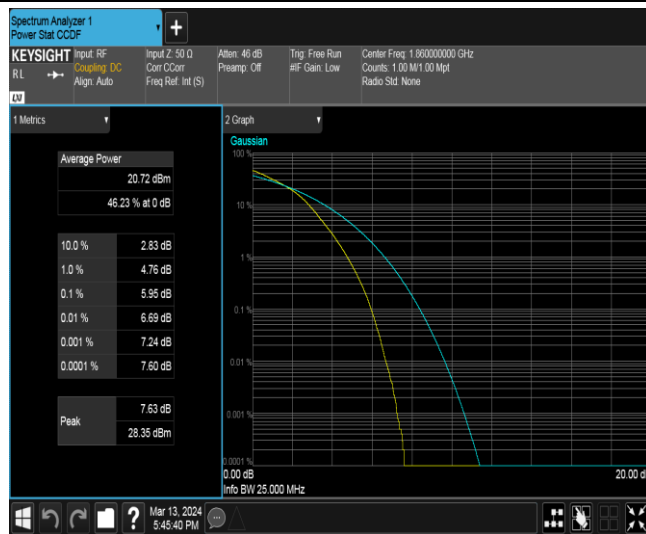 Spectrum Analyzer 1
Power Stat CCDF
+
KEYSIGHT
RL
LXI
Input: RF
Coupling: DC
Align: Auto
Input Z: 50 Ω
Corr CCorr
Freq Ref: Int (S)
Atten: 46 dB
Preamp: Off
Trig: Free Run
#IF Gain: Low
Center Freq: 1.860000000 GHz
Counts: 1.00 M/1.00 Mpt
Radio Std: None
1 Metrics
Average Power
20.72 dBm
46.23 % at 0 dB
10.0 % 2.83 dB
1.0 % 4.76 dB
0.1 % 5.95 dB
0.01 % 6.69 dB
0.001 % 7.24 dB
0.0001 % 7.60 dB
Peak
7.63 dB
28.35 dBm
2 Graph
Gaussian
100 %
10 %
1 %
0.1 %
0.01 %
0.001 %
0.0001 %
0.00 dB
20.00 d
Info BW 25.000 MHz
?
Mar 13, 2024
5:45:40 PM